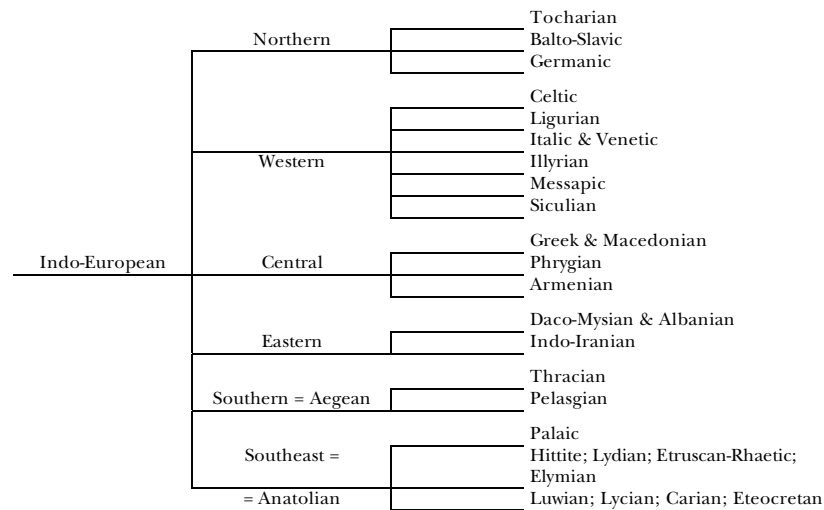 Tocharian
Northern
Balto-Slavic
Germanic
Celtic
Ligurian
Italic & Venetic
Western
Illyrian
Messapic
Siculian
Greek & Macedonian
Indo-European
Central
Phrygian
Armenian
Daco-Mysian & Albanian
Eastern
Indo-Iranian
Thracian
Southern = Aegean
Pelasgian
Palaic
Southeast =
Hittite; Lydian; Etruscan-Rhaetic;
Elymian
= Anatolian
Luwian; Lycian; Carian; Eteocretan